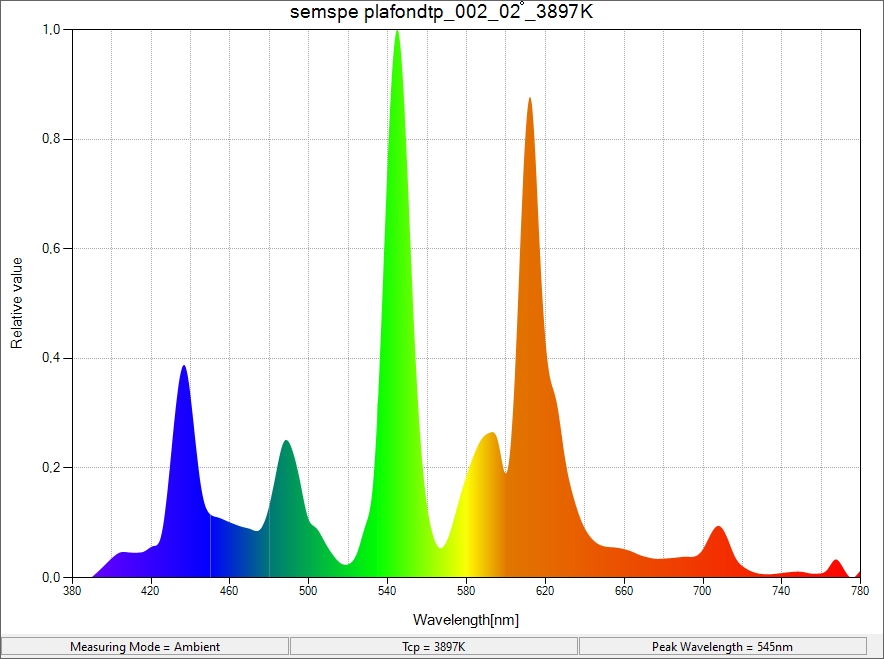 semspe plafondtp_002_02°_3897K
Relative value
1,0
0,8
0,6
0,4
0,2
0,0
380 420 460 500 540 580 620 660 700 740 780
Wavelength[nm]
Measuring Mode = Ambient Tcp = 3897K Peak Wavelength = 545nm